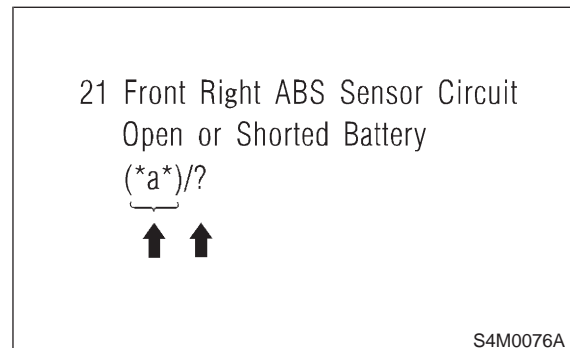 21 Front Right ABS Sensor Circuit
Open or Shorted Battery
(*a*)/?
S4M0076A